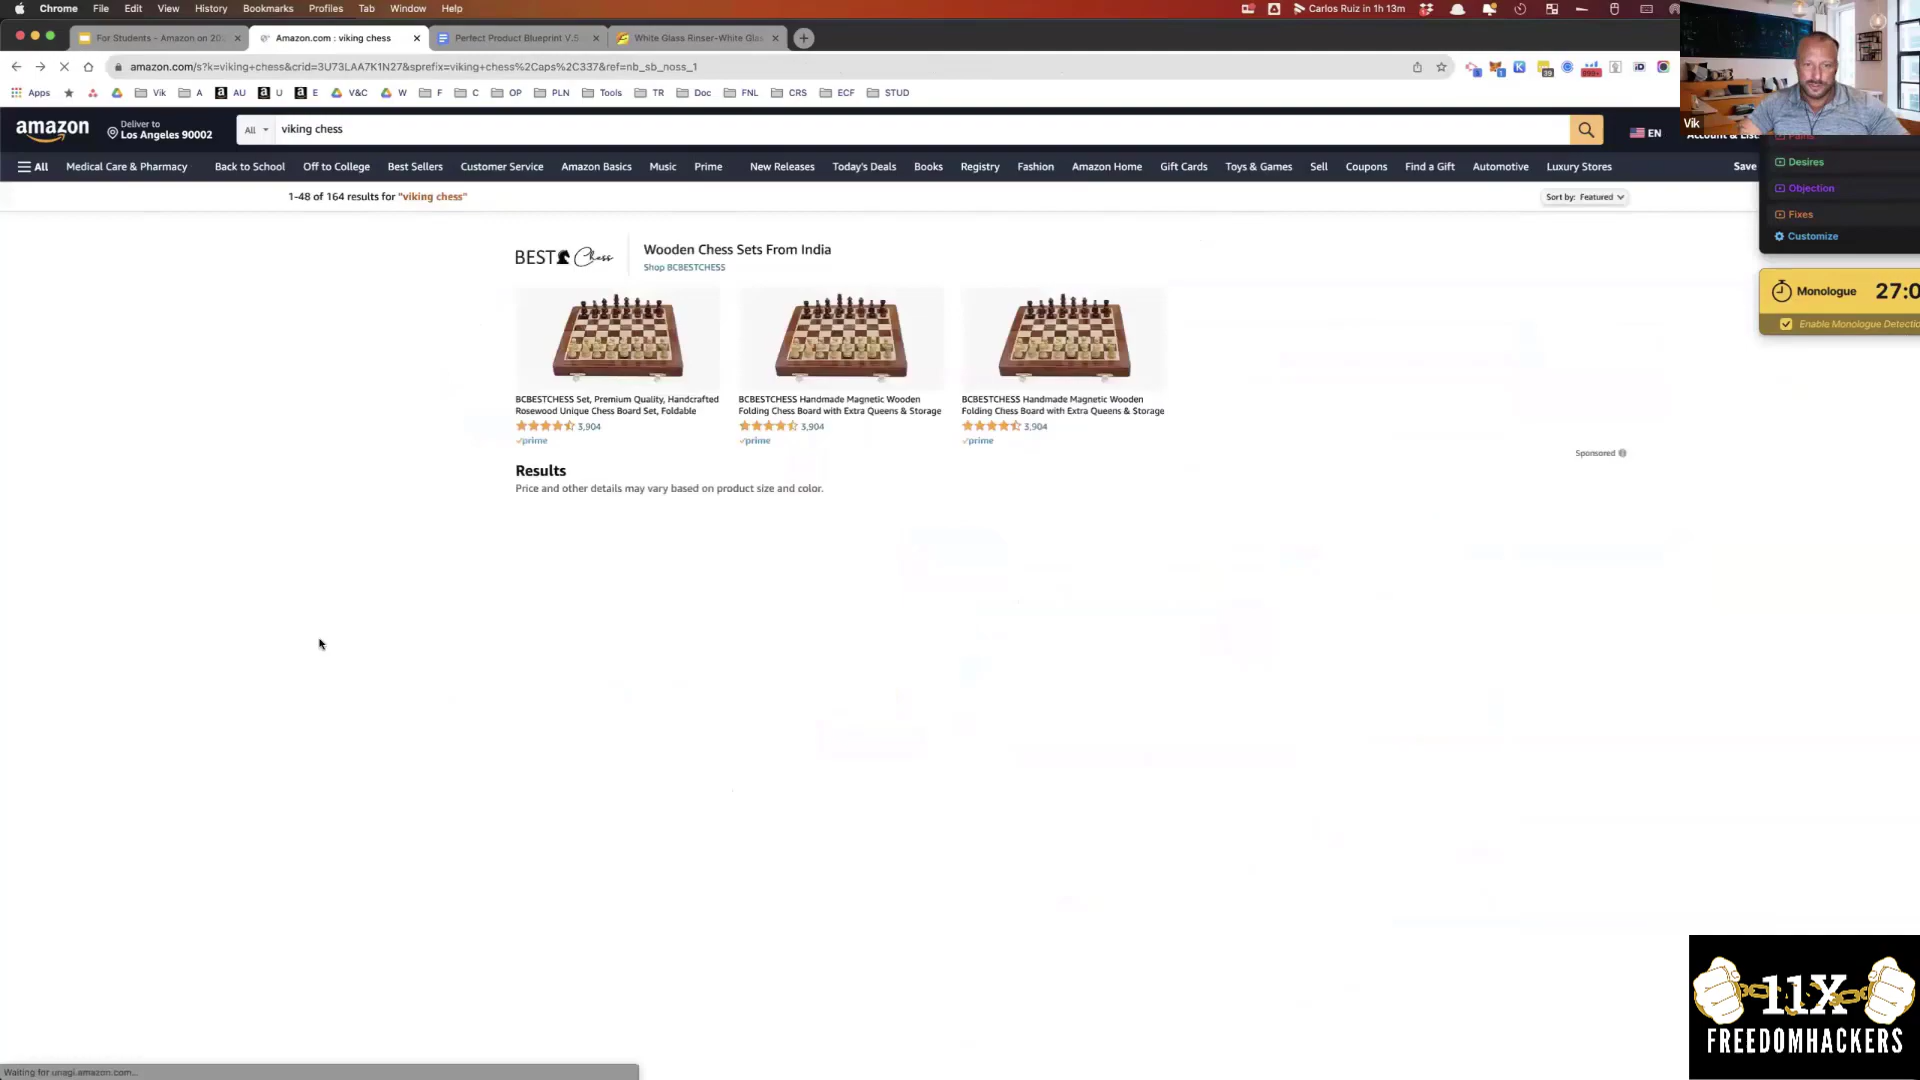 Chrome File Edit View History Bookmarks Profiles Tab Window Help
Carlos Ruiz in 1h 13m
For Students - Amazon on 20
Amazon.com : viking chess
Perfect Product Blueprint V.5
White Glass Rinser-White Gla
amazon.com/s?k=viking+chess&crid=3U73LAA7K1N27&sprefix=viking+chess%2Caps%2C337&ref=nb_sb_noss_1
Apps Vik A AU U E V&C W F C OP PLN Tools TR Doc FNL CRS ECF STUD
Vik
amazon
Deliver to
Los Angeles 90002
All
viking chess
EN
Account & List
All Medical Care & Pharmacy Back to School Off to College Best Sellers Customer Service Amazon Basics Music Prime New Releases Today's Deals Books Registry Fashion Amazon Home Gift Cards Toys & Games Sell Coupons Find a Gift Automotive Luxury Stores Save
Desires
Objection
Fixes
Customize
1-48 of 164 results for "viking chess"
Sort by: Featured
BEST Chess
Wooden Chess Sets From India
Shop BCBESTCHESS
Monologue 27:0
Enable Monologue Detectio
BCBESTCHESS Set, Premium Quality, Handcrafted
Rosewood Unique Chess Board Set, Foldable
3,904
prime
BCBESTCHESS Handmade Magnetic Wooden
Folding Chess Board with Extra Queens & Storage
3,904
prime
BCBESTCHESS Handmade Magnetic Wooden
Folding Chess Board with Extra Queens & Storage
3,904
prime
Sponsored
Results
Price and other details may vary based on product size and color.
11X
FREEDOMHACKERS
Waiting for unagi.amazon.com...